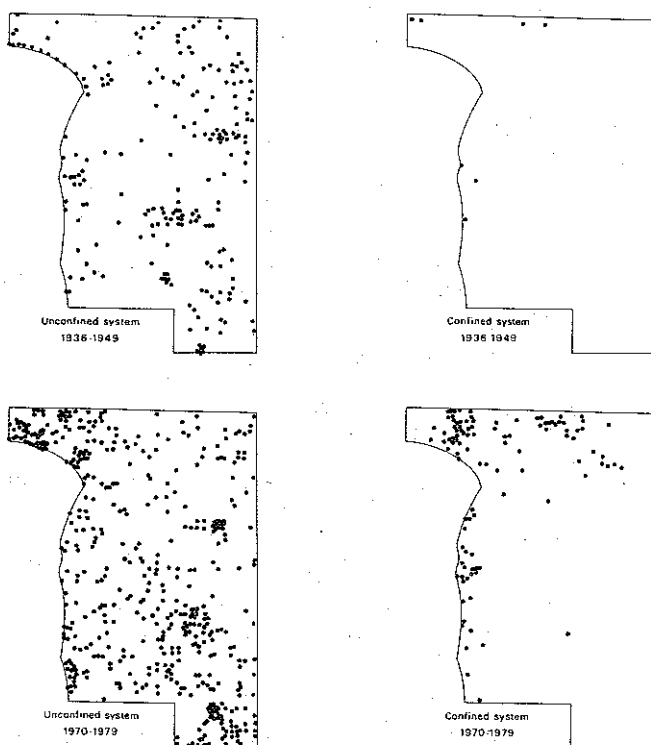 Unconfined system
1936-1949
Confined system
1936 1949
Unconfined system
1970-1979
Confined system
1970-1979